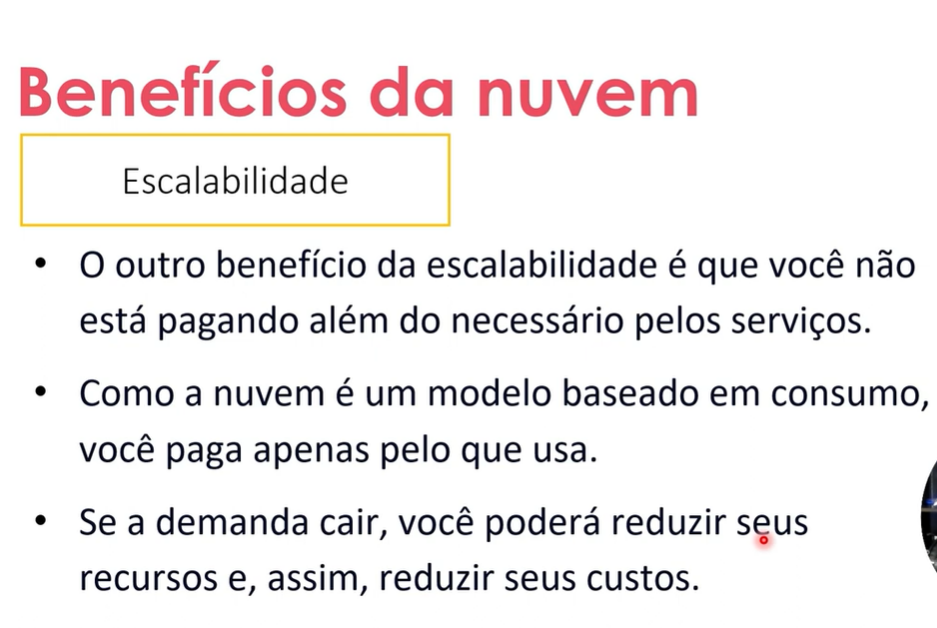 Benefícios da nuvem
Escalabilidade
• O outro benefício da escalabilidade é que você não
está pagando além do necessário pelos serviços.
• Como a nuvem é um modelo baseado em consumo,
você paga apenas pelo que usa.
• Se a demanda cair, você poderá reduzir seus
recursos e, assim, reduzir seus custos.